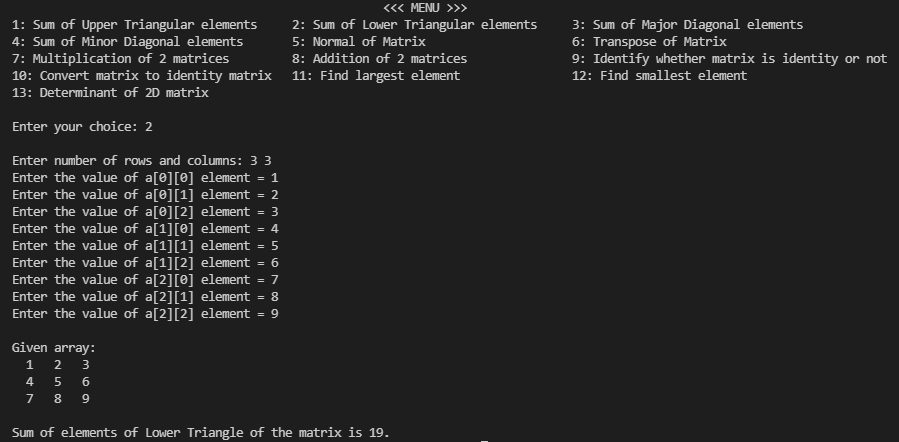 <<< MENU >>>
1: Sum of Upper Triangular elements 2: Sum of Lower Triangular elements 3: Sum of Major Diagonal elements
4: Sum of Minor Diagonal elements 5: Normal of Matrix 6: Transpose of Matrix
7: Multiplication of 2 matrices 8: Addition of 2 matrices 9: Identify whether matrix is identity or not
10: Convert matrix to identity matrix 11: Find largest element 12: Find smallest element
13: Determinant of 2D matrix
Enter your choice: 2
Enter number of rows and columns: 3 3
Enter the value of a[0][0] element = 1
Enter the value of a[0][1] element = 2
Enter the value of a[0][2] element = 3
Enter the value of a[1][0] element = 4
Enter the value of a[1][1] element = 5
Enter the value of a[1][2] element = 6
Enter the value of a[2][0] element = 7
Enter the value of a[2][1] element = 8
Enter the value of a[2][2] element = 9
Given array:
1 2 3
4 5 6
7 8 9
Sum of elements of Lower Triangle of the matrix is 19.